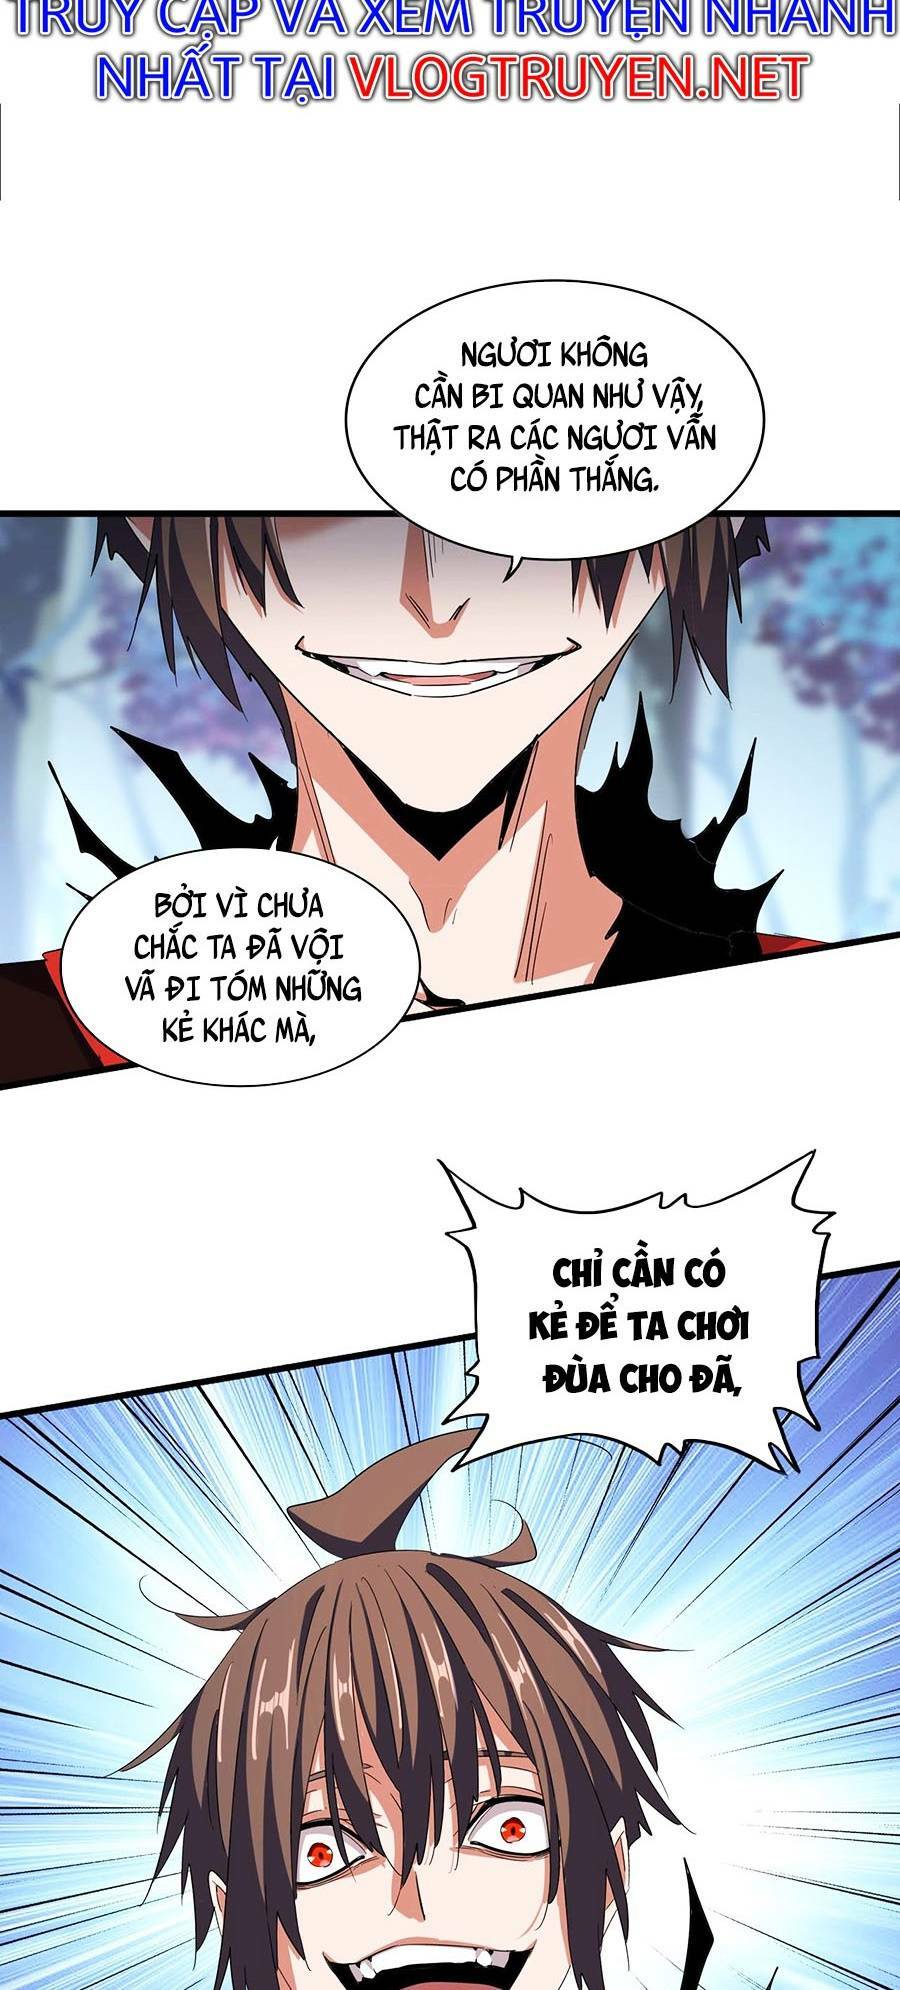 TRUY CẬP VÀ XEM TRUYỆN NHANH
NHẤT TẠI VLOGTRUYEN.NET
NGƯƠI KHÔNG
CẦN BI QUAN NHƯ VẬY,
THẬT RA CÁC NGƯƠI VẪN
CÓ PHẦN THẮNG.
BỞI VÌ CHƯA
CHẮC TA ĐÃ VỘI
VÃ ĐI TÓM NHỮNG
KẺ KHÁC MÀ,
CHỈ CẦN CÓ
KẺ ĐỂ TA CHƠI
ĐÙA CHO ĐÃ,